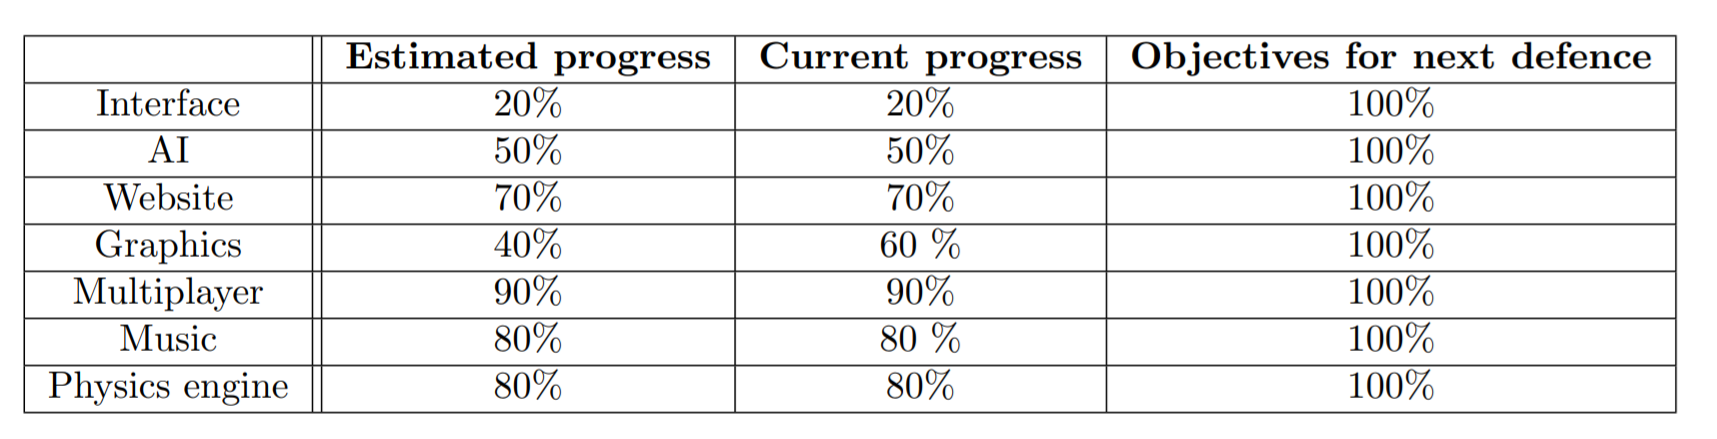 Estimated progress Current progress Objectives for next defence
Interface 20% 20% 100%
AI 50% 50% 100%
Website 70% 70% 100%
Graphics 40% 60 % 100%
Multiplayer 90% 90% 100%
Music 80% 80 % 100%
Physics engine 80% 80% 100%